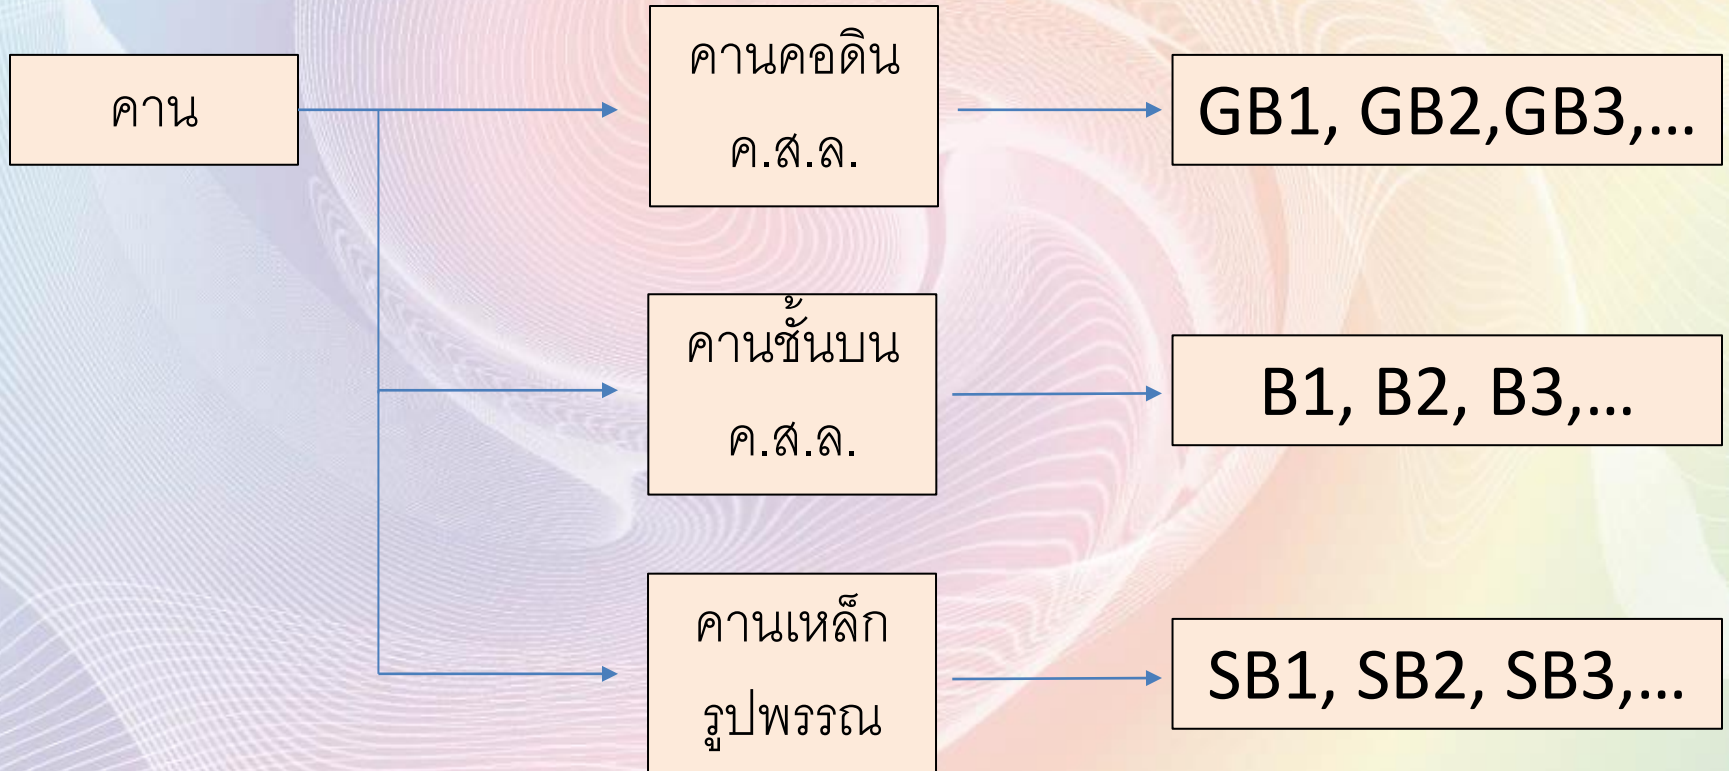 คาน
คานคอดิน
ค.ส.ล.
GB1, GB2,GB3,...
คานชั้นบน
ค.ส.ล.
B1, B2, B3,...
คานเหล็ก
รูปพรรณ
SB1, SB2, SB3,...